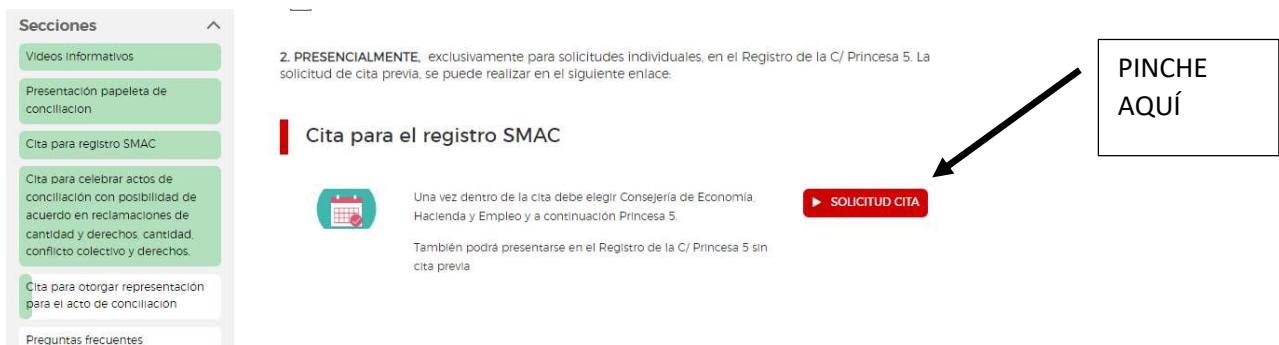 Secciones
Videos Informativos
Presentación papeleta de
conciliacion
Cita para registro SMAC
Cita para celebrar actos de
conciliación con posibilidad de
acuerdo en reclamaciones de
cantidad y derechos, cantidad,
conflicto colectivo y derechos.
Cita para otorgar representación
para el acto de conciliación
Preguntas frecuentes
2. PRESENCIALMENTE, exclusivamente para solicitudes individuales, en el Registro de la C/ Princesa 5. La
solicitud de cita previa, se puede realizar en el siguiente enlace:
Cita para el registro SMAC
Una vez dentro de la cita debe elegir Consejería de Economía,
Hacienda y Empleo y a continuación Princesa 5.
También podrá presentarse en el Registro de la C/ Princesa 5 sin
cita previa
SOLICITUD CITA
PINCHE
AQUÍ